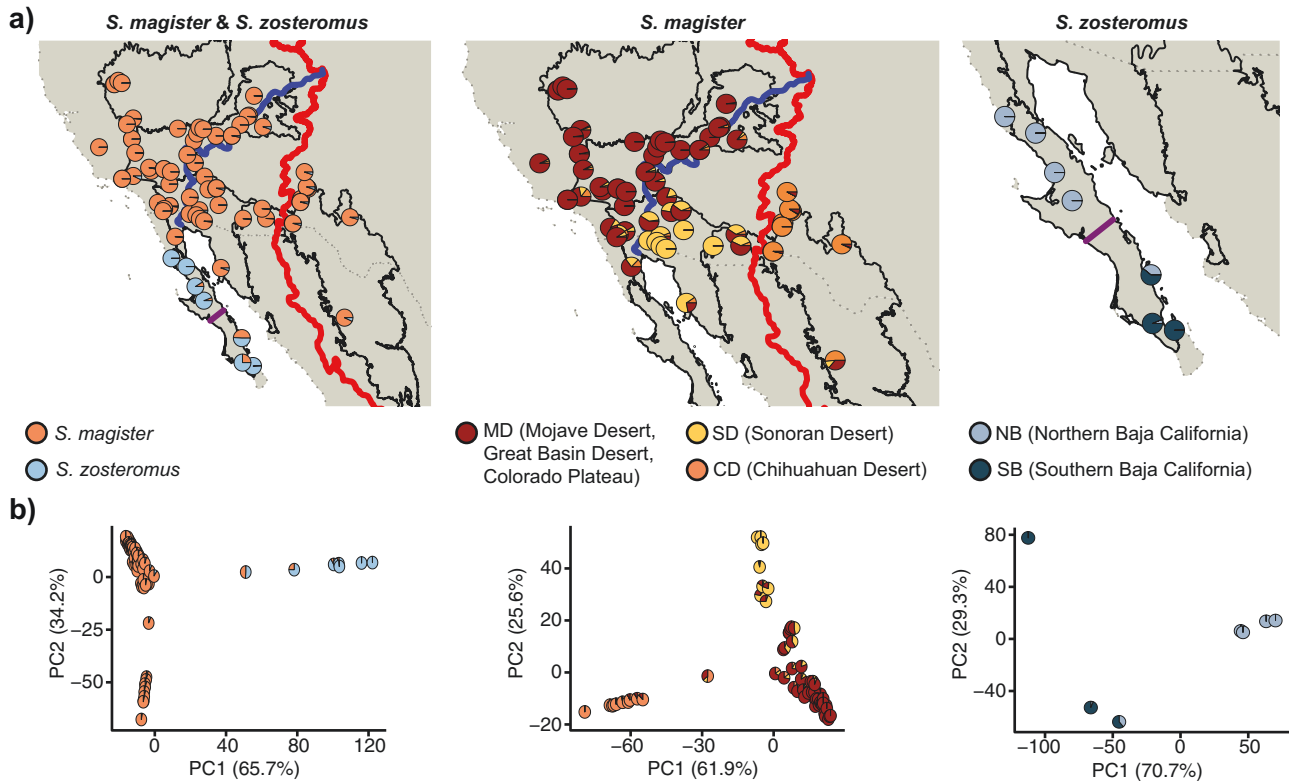 a)
S. magister & S. zosteromus
S. magister
S. zosteromus
S. magister
S. zosteromus
MD (Mojave Desert,
Great Basin Desert,
Colorado Plateau)
SD (Sonoran Desert)
CD (Chihuahuan Desert)
NB (Northern Baja California)
SB (Southern Baja California)
b)
PC2 (34.2%)
0
−25
−50
0
40
80
120
PC1 (65.7%)
PC2 (25.6%)
60
40
20
0
−20
−60
−30
0
PC1 (61.9%)
PC2 (29.3%)
80
40
0
−40
−100
−50
0
50
PC1 (70.7%)